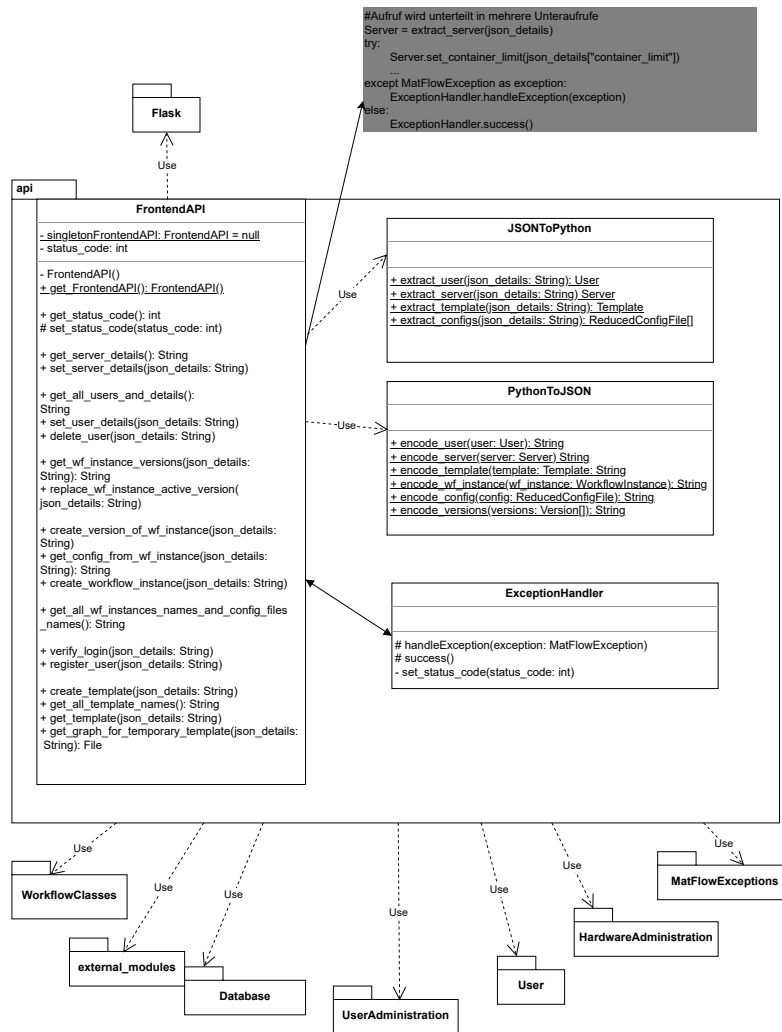 #Aufruf wird unterteilt in mehrere Unteraufrufe
Server = extract_server(json_details)
try:
Server.set_container_limit(json_details["container_limit"])
...
except MatFlowException as exception:
ExceptionHandler.handleException(exception)
else:
ExceptionHandler.success()
Flask
Use
api
FrontendAPI
- singletonFrontendAPI: FrontendAPI = null
- status_code: int
- FrontendAPI()
+ get_FrontendAPI(): FrontendAPI()
+ get_status_code(): int
# set_status_code(status_code: int)
+ get_server_details(): String
+ set_server_details(json_details: String)
+ get_all_users_and_details():
String
+ set_user_details(json_details: String)
+ delete_user(json_details: String)
+ get_wf_instance_versions(json_details:
String): String
+ replace_wf_instance_active_version(
json_details: String)
+ create_version_of_wf_instance(json_details:
String)
+ get_config_from_wf_instance(json_details:
String): String
+ create_workflow_instance(json_details: String)
+ get_all_wf_instances_names_and_config_files
_names(): String
+ verify_login(json_details: String)
+ register_user(json_details: String)
+ create_template(json_details: String)
+ get_all_template_names(): String
+ get_template(json_details: String)
+ get_graph_for_temporary_template(json_details:
String): File
Use
JSONToPython
+ extract_user(json_details: String): User
+ extract_server(json_details: String) Server
+ extract_template(json_details: String): Template
+ extract_configs(json_details: String): ReducedConfigFile[]
Use
PythonToJSON
+ encode_user(user: User): String
+ encode_server(server: Server) String
+ encode_template(template: Template: String
+ encode_wf_instance(wf_instance: WorkflowInstance): String
+ encode_config(config: ReducedConfigFile): String
+ encode_versions(versions: Version[]): String
ExceptionHandler
# handleException(exception: MatFlowException)
# success()
- set_status_code(status_code: int)
Use
WorkflowClasses
Use
external_modules
Use
Database
Use
UserAdministration
Use
User
Use
HardwareAdministration
Use
MatFlowExceptions